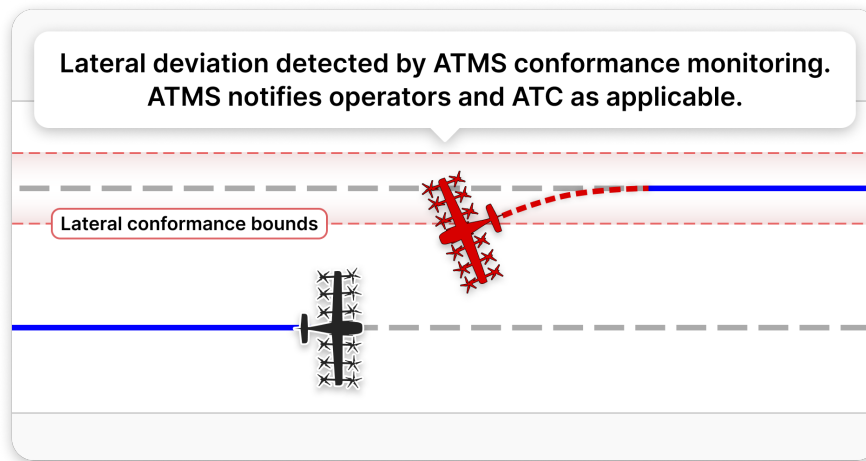 Lateral deviation detected by ATMS conformance monitoring.
ATMS notifies operators and ATC as applicable.
Lateral conformance bounds